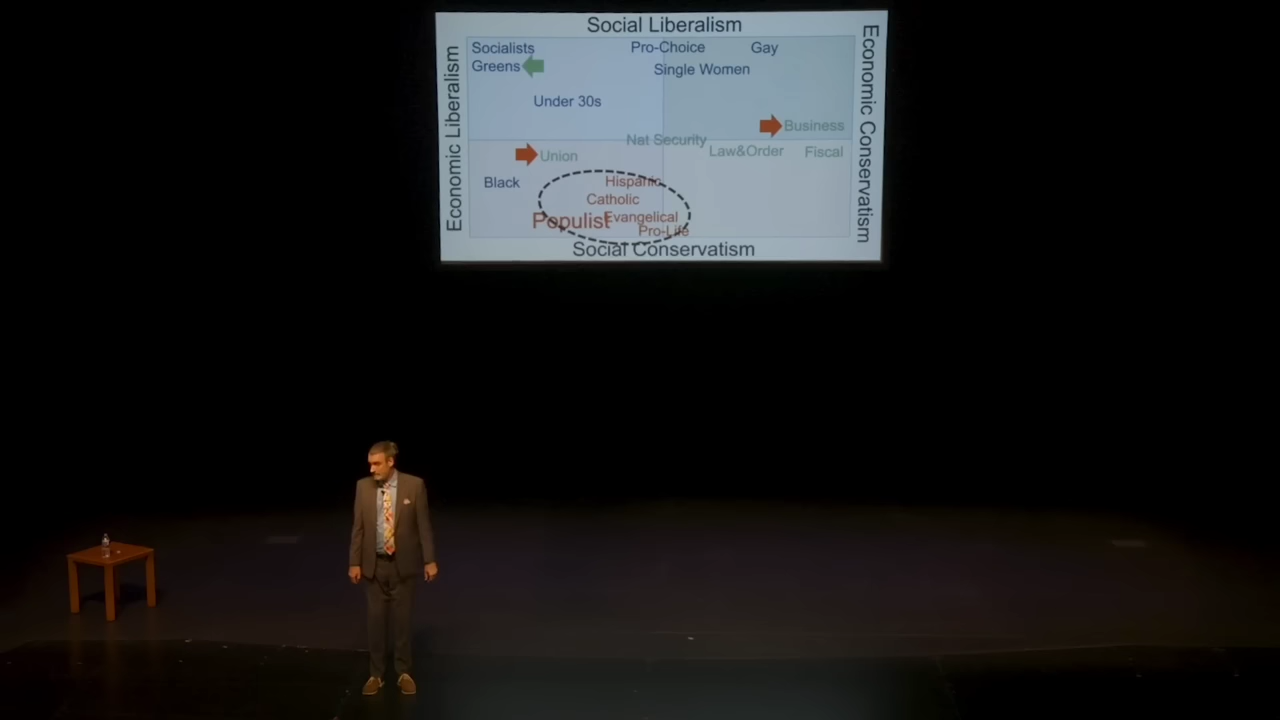 Social Liberalism
Economic Liberalism
Economic Conservatism
Socialists
Pro-Choice
Gay
Greens
Single Women
Under 30s
Business
Nat Security
Law&Order
Fiscal
Union
Black
Hispanic
Catholic
Populist
Evangelical
Pro-Life
Social Conservatism